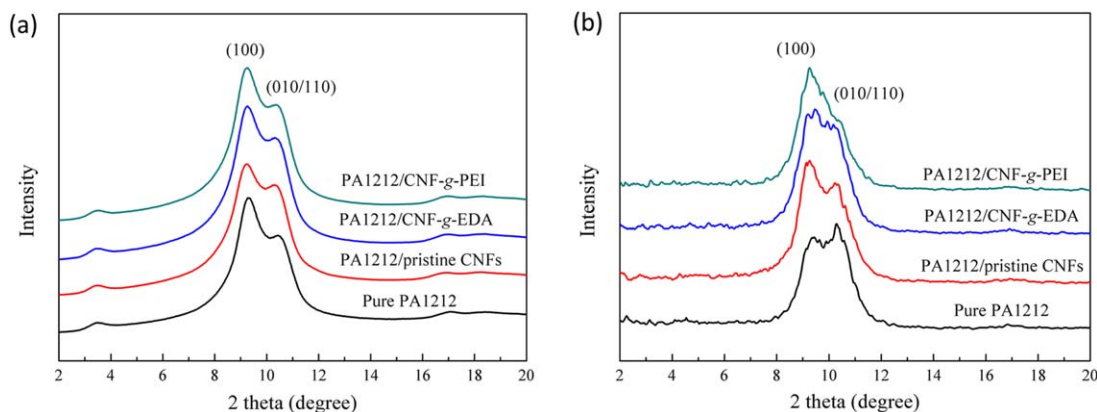 (a)
(100)
(010/110)
PA1212/CNF-g-PEI
PA1212/CNF-g-EDA
PA1212/pristine CNFs
Pure PA1212
Intensity
2 4 6 8 10 12 14 16 18 20
2 theta (degree)
(b)
(100)
(010/110)
PA1212/CNF-g-PEI
PA1212/CNF-g-EDA
PA1212/pristine CNFs
Pure PA1212
Intensity
2 4 6 8 10 12 14 16 18 20
2 theta (degree)